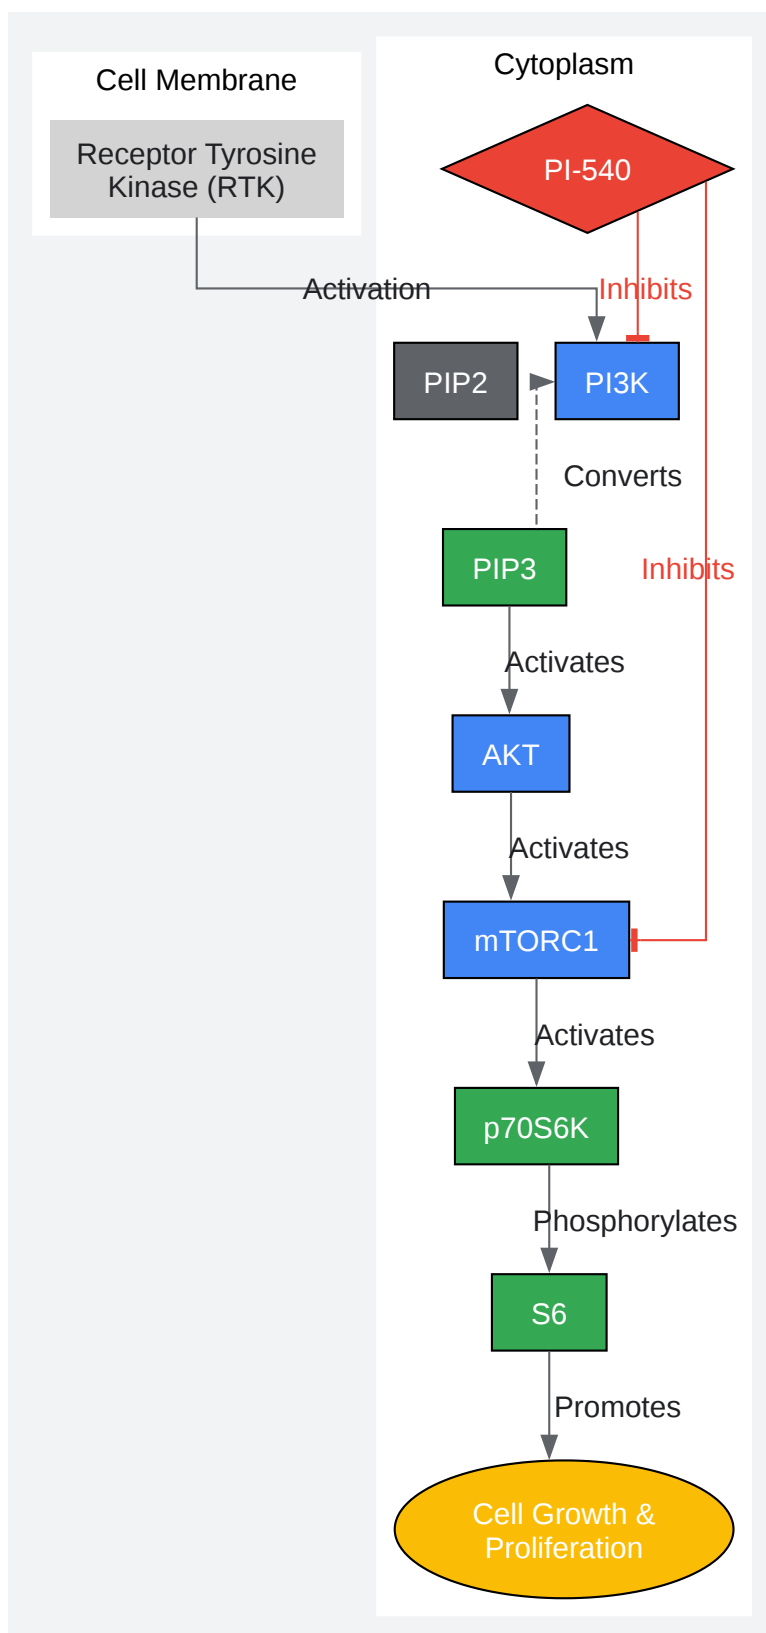 Cell Membrane
Receptor Tyrosine
Kinase (RTK)
Cytoplasm
PI-540
Activation
Inhibits
PIP2
PI3K
Converts
PIP3
Inhibits
Activates
AKT
Activates
mTORC1
Activates
p70S6K
Phosphorylates
S6
Promotes
Cell Growth &
Proliferation